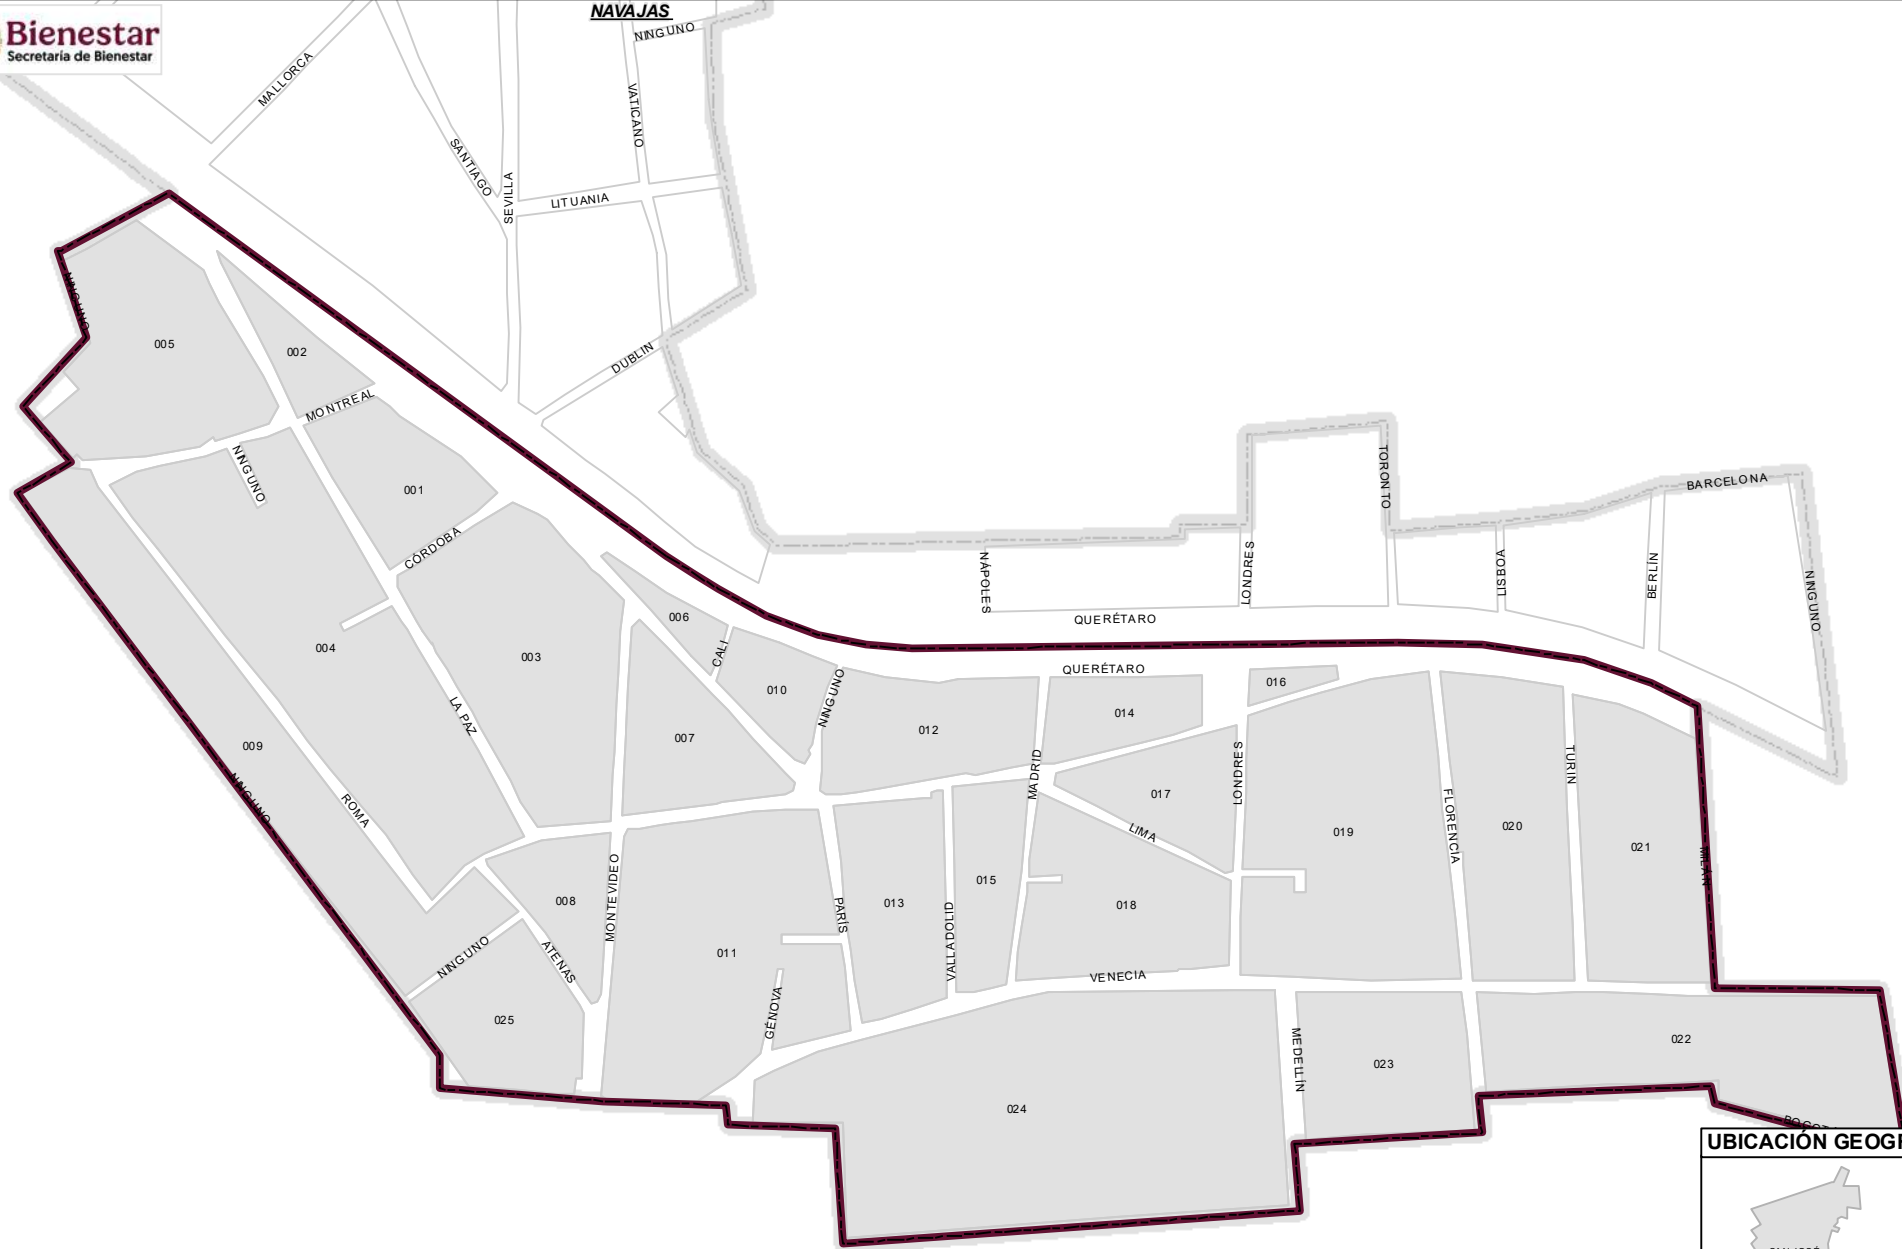 Bienestar
Secretaría de Bienestar
NAVAJAS
NINGUNO
MALLORCA
VATICANO
SANTIAGO
SEVILLA
LITUANIA
DUBLIN
NINGUNO
005
002
MONTREAL
NINGUNO
001
CÓRDOBA
TORONTO
BARCELONA
NÁPOLES
LONDRES
LISBOA
BERLÍN
NINGUNO
QUERÉTARO
006
CALI
004
003
QUERÉTARO
016
010
NINGUNO
LA PAZ
014
012
007
009
MADRID
LONDRES
TURIN
NINGUNO
ROMA
017
LIMA
FLORENCIA
019
020
021
MILÁN
015
008
MONTEVIDEO
PARÍS
013
018
VALLADOLID
NINGUNO
ATENAS
011
VENECIA
GÉNOVA
025
MEDELLÍN
022
023
024
UBICACIÓN